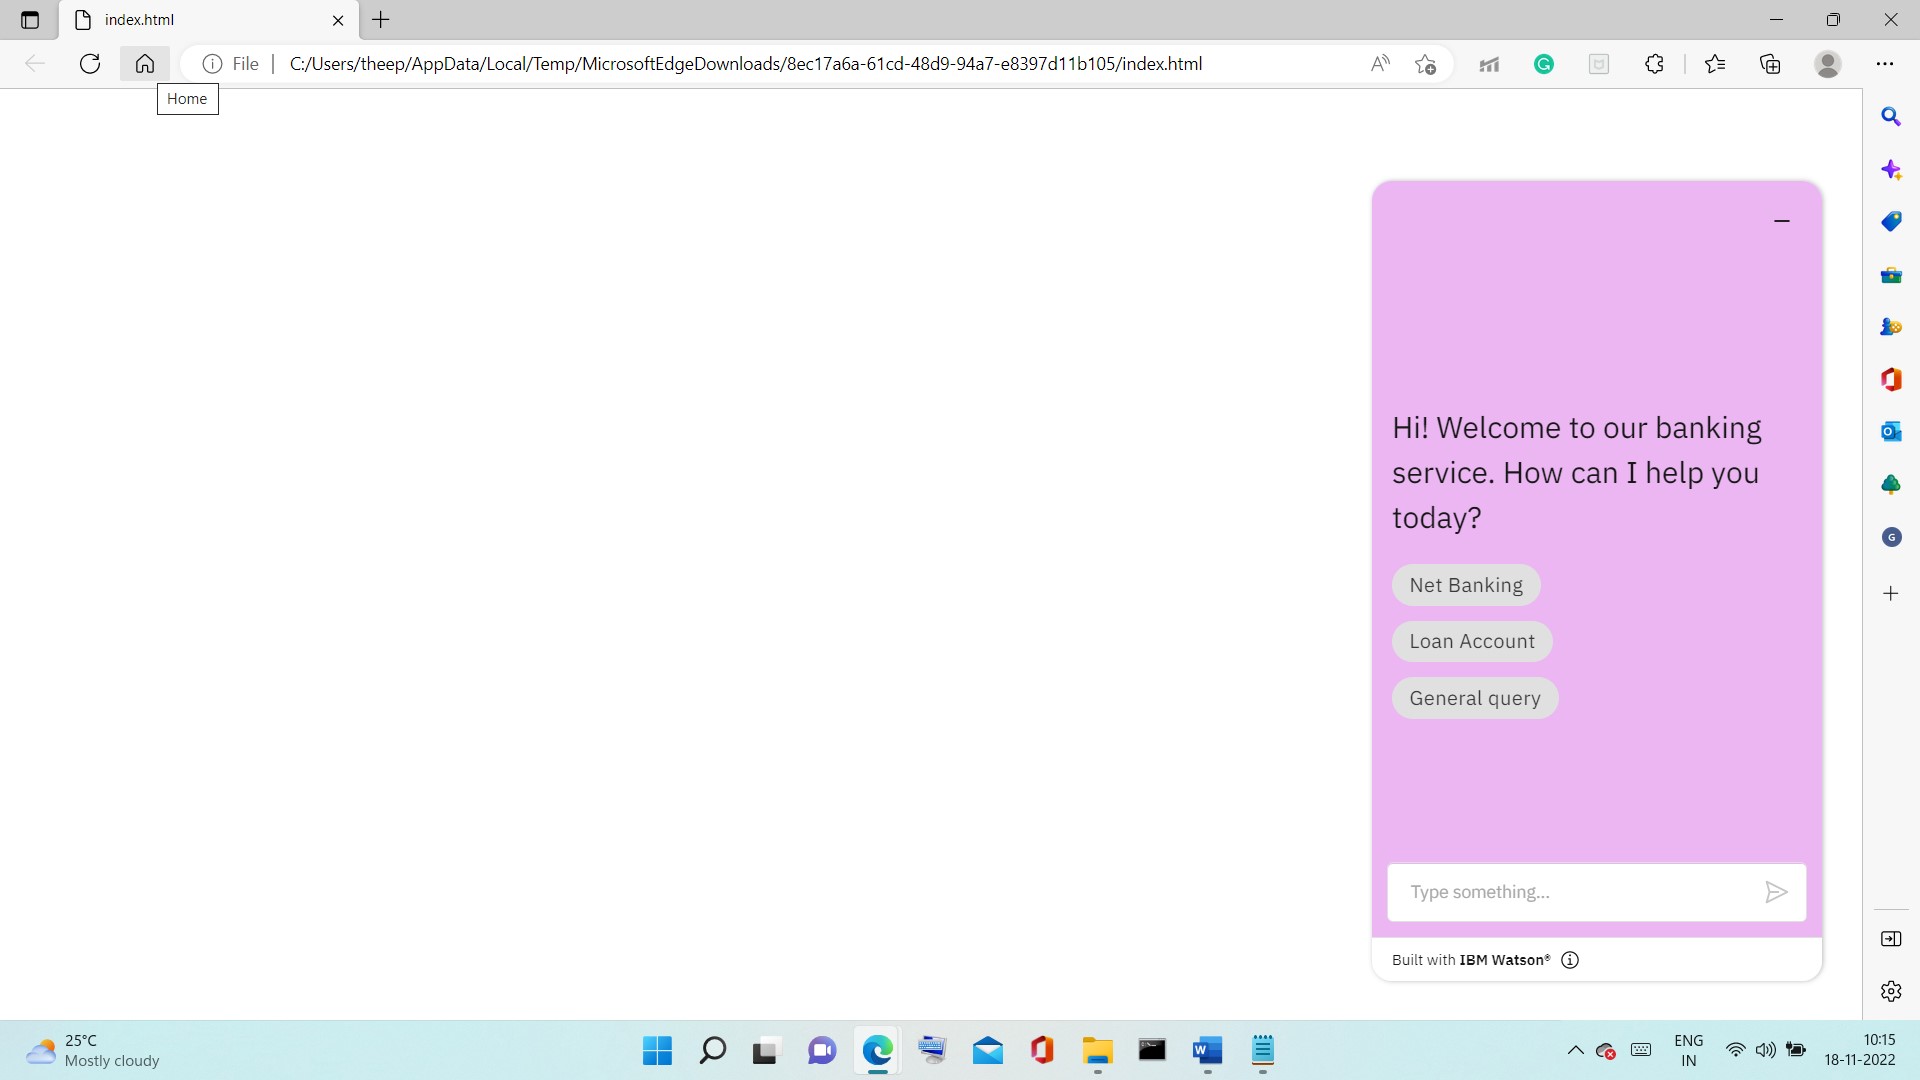 index.html
File
C:/Users/theep/AppData/Local/Temp/MicrosoftEdgeDownloads/8ec17a6a-61cd-48d9-94a7-e8397d11b105/index.html
Home
Hi! Welcome to our banking
service. How can I help you
today?
Net Banking
Loan Account
General query
Type something...
Built with IBM Watson®
G
25°C
Mostly cloudy
ENG
IN
10:15
18-11-2022